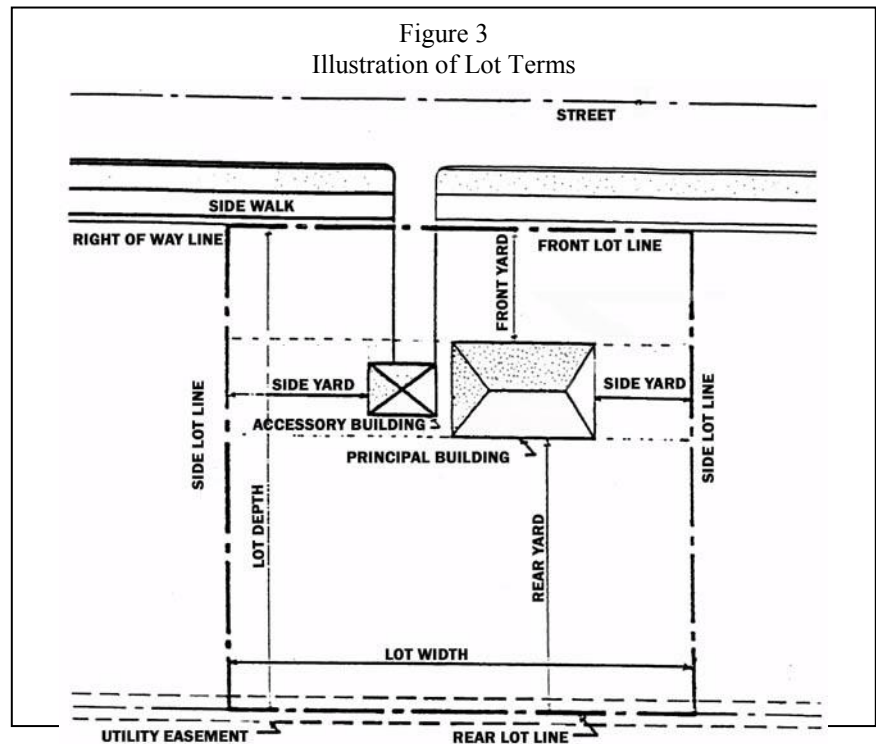 Figure 3
Illustration of Lot Terms
STREET
SIDE WALK
RIGHT OF WAY LINE
FRONT LOT LINE
FRONT YARD
SIDE YARD
SIDE YARD
ACCESSORY BUILDING
PRINCIPAL BUILDING
SIDE LOT LINE
SIDE LOT LINE
LOT DEPTH
REAR YARD
LOT WIDTH
UTILITY EASEMENT
REAR LOT LINE